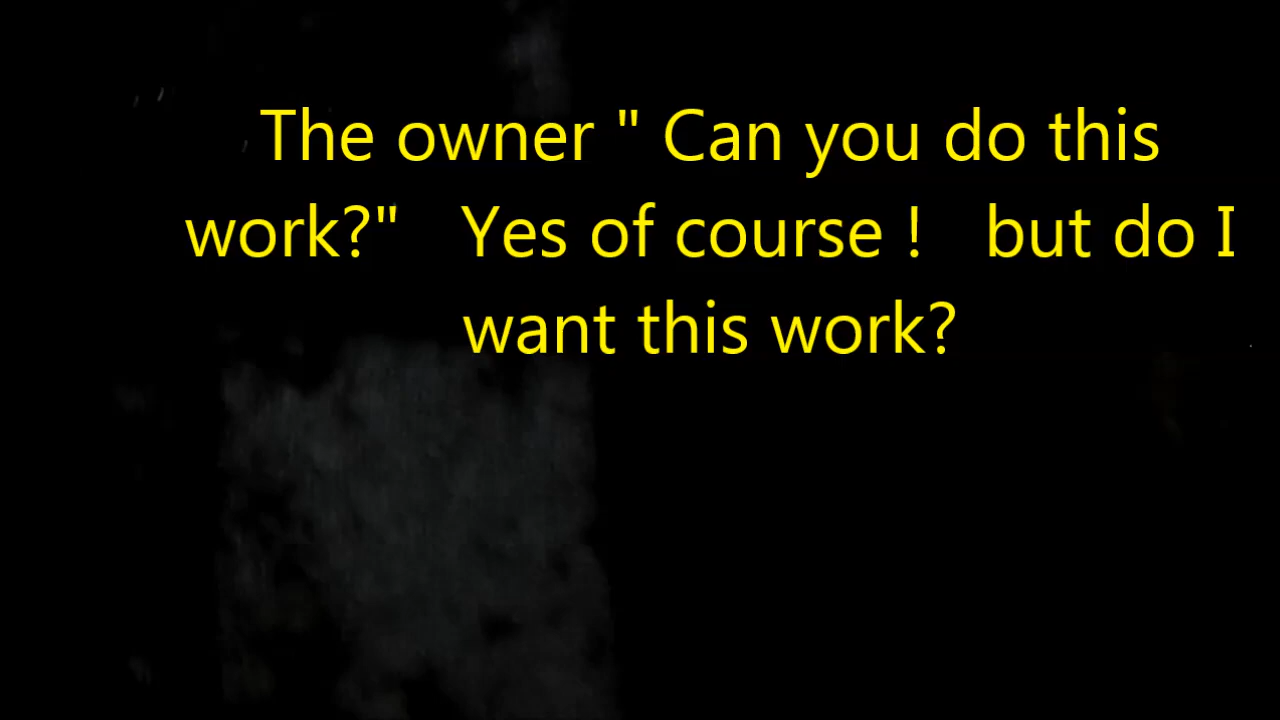 The owner " Can you do this
work?"   Yes of course !   but do I
want this work?